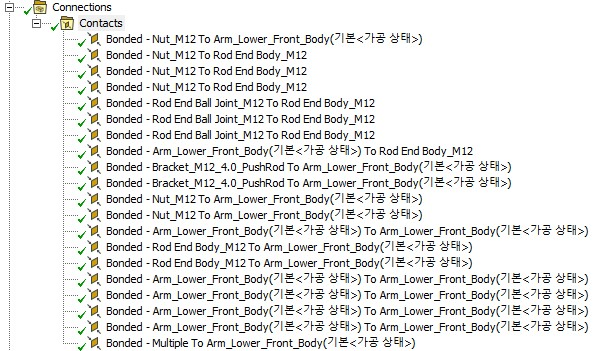 Connections
Contacts
Bonded - Nut_M12 To Arm_Lower_Front_Body(기본<가공 상태>)
Bonded - Nut_M12 To Rod End Body_M12
Bonded - Nut_M12 To Rod End Body_M12
Bonded - Nut_M12 To Rod End Body_M12
Bonded - Rod End Ball Joint_M12 To Rod End Body_M12
Bonded - Rod End Ball Joint_M12 To Rod End Body_M12
Bonded - Rod End Ball Joint_M12 To Rod End Body_M12
Bonded - Arm_Lower_Front_Body(기본<가공 상태>) To Rod End Body_M12
Bonded - Bracket_M12_4.0_PushRod To Arm_Lower_Front_Body(기본<가공 상태>)
Bonded - Bracket_M12_4.0_PushRod To Arm_Lower_Front_Body(기본<가공 상태>)
Bonded - Nut_M12 To Arm_Lower_Front_Body(기본<가공 상태>)
Bonded - Nut_M12 To Arm_Lower_Front_Body(기본<가공 상태>)
Bonded - Arm_Lower_Front_Body(기본<가공 상태>) To Arm_Lower_Front_Body(기본<가공 상태>)
Bonded - Rod End Body_M12 To Arm_Lower_Front_Body(기본<가공 상태>)
Bonded - Rod End Body_M12 To Arm_Lower_Front_Body(기본<가공 상태>)
Bonded - Arm_Lower_Front_Body(기본<가공 상태>) To Arm_Lower_Front_Body(기본<가공 상태>)
Bonded - Arm_Lower_Front_Body(기본<가공 상태>) To Arm_Lower_Front_Body(기본<가공 상태>)
Bonded - Arm_Lower_Front_Body(기본<가공 상태>) To Arm_Lower_Front_Body(기본<가공 상태>)
Bonded - Arm_Lower_Front_Body(기본<가공 상태>) To Arm_Lower_Front_Body(기본<가공 상태>)
Bonded - Multiple To Arm_Lower_Front_Body(기본<가공 상태>)